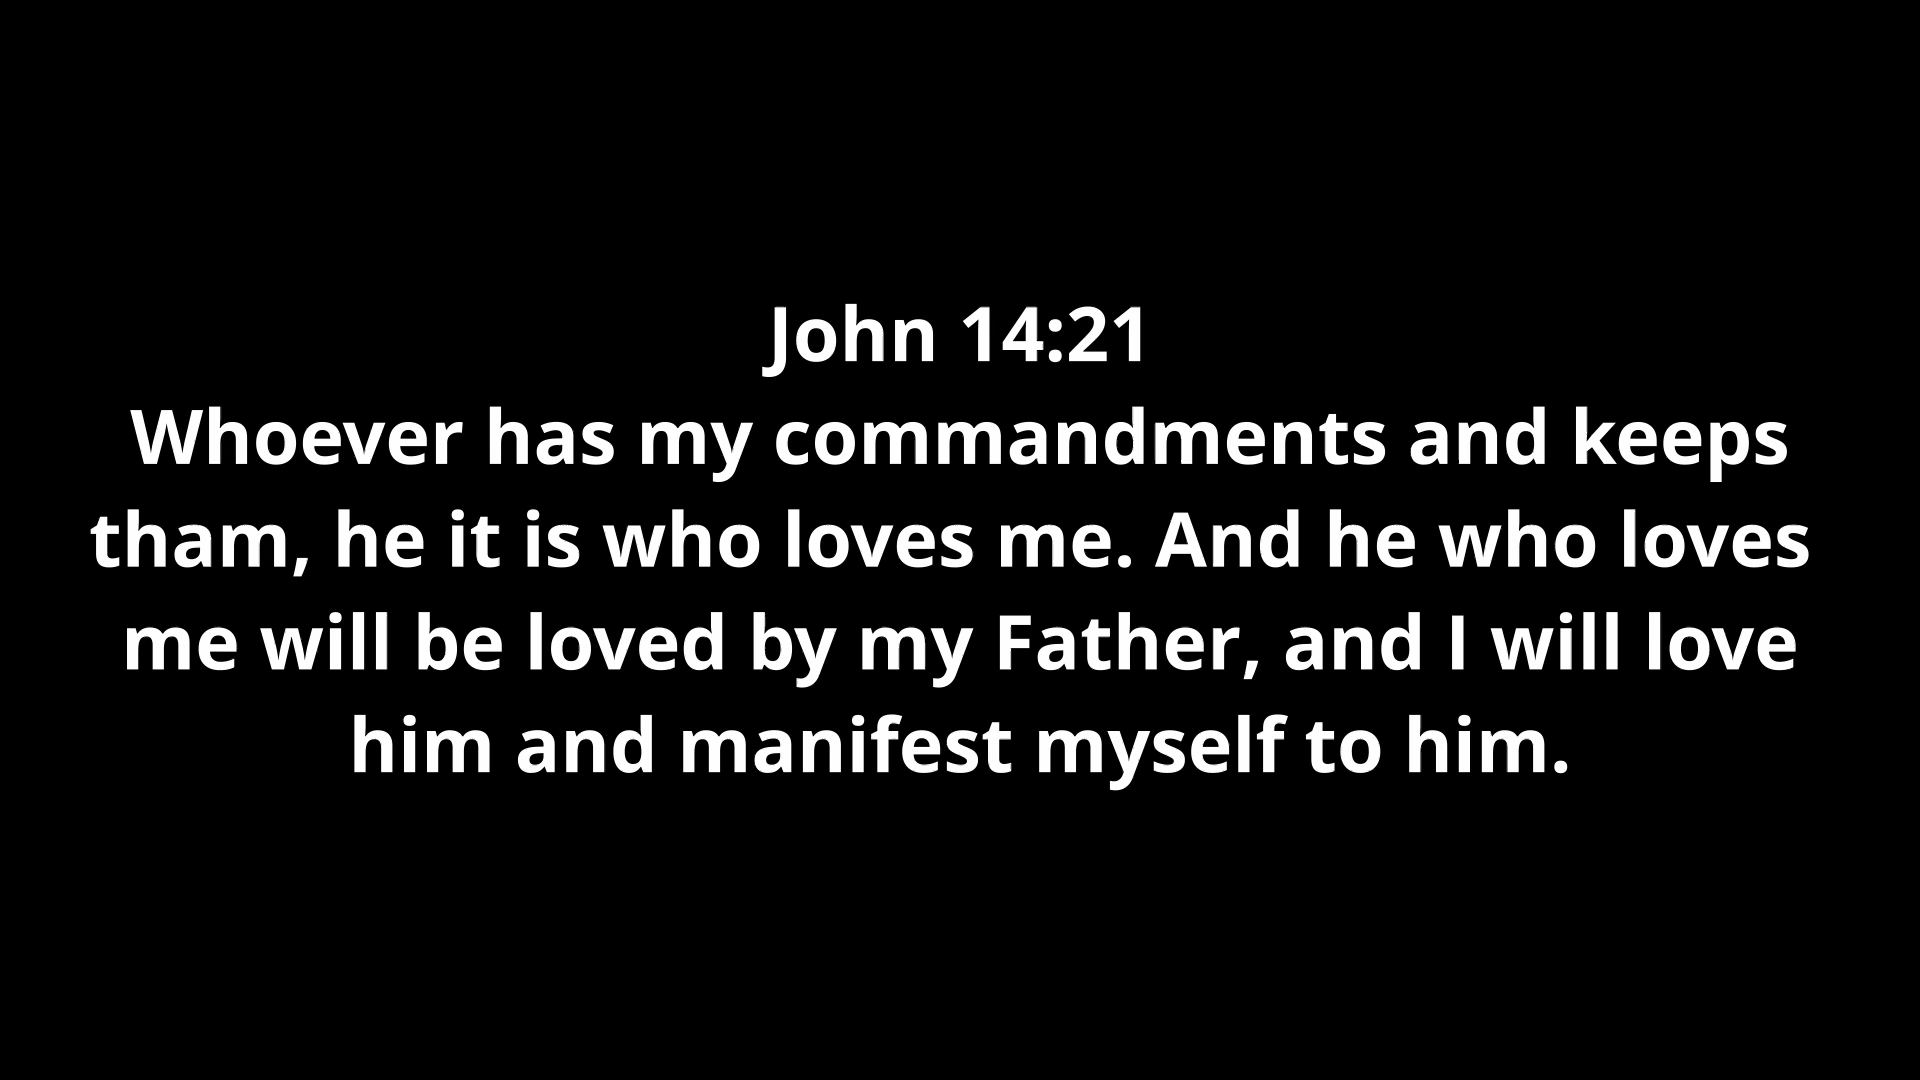 John 14:21
Whoever has my commandments and keeps
tham, he it is who loves me. And he who loves
me will be loved by my Father, and I will love
him and manifest myself to him.